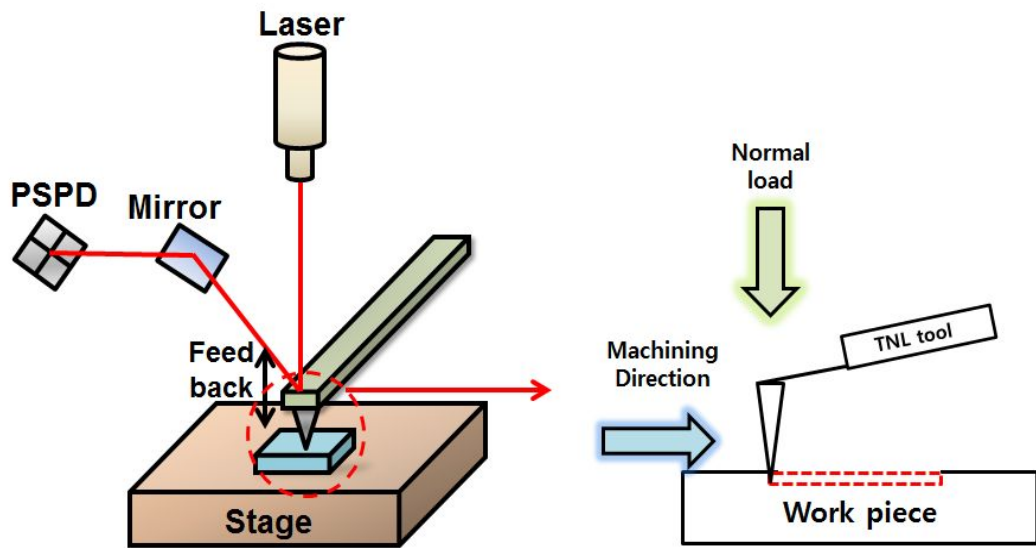 Laser
PSPD
Mirror
Feed
back
Stage
Normal
load
Machining
Direction
TNL tool
Work piece